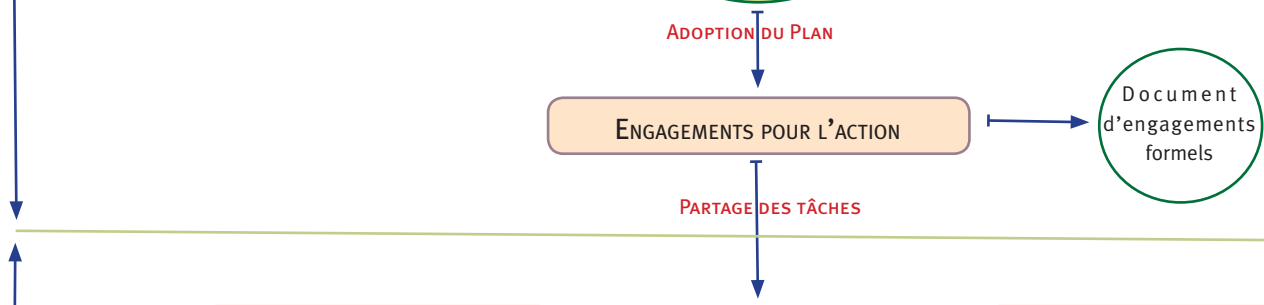 Adoption du Plan
Engagements pour l'action
Document
d'engagements
formels
Partage des tâches